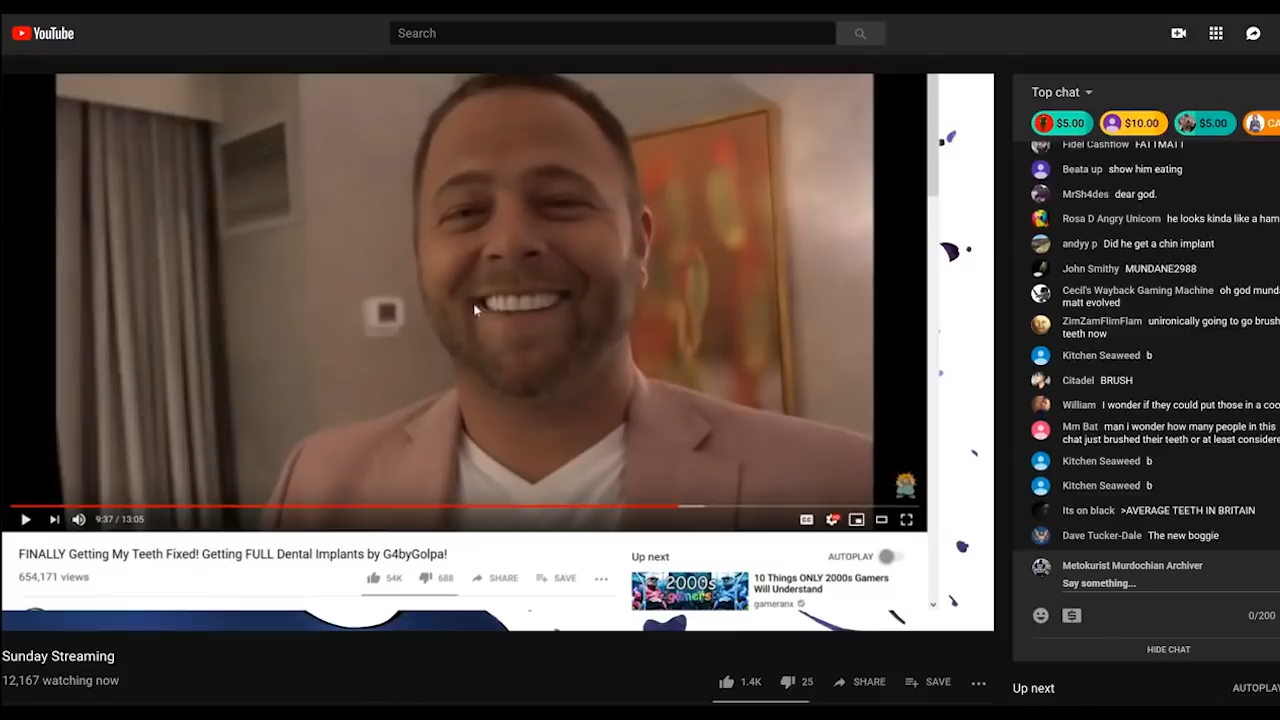 YouTube
Search
Top chat
$5.00
$10.00
$5.00
CA
Fidel Cashflow FATTMATT
Beata up show him eating
MrSh4des dear god.
Rosa D Angry Unicorn he looks kinda like a ham
andyy p Did he get a chin implant
John Smithy MUNDANE2988
Cecil's Wayback Gaming Machine oh god mund
matt evolved
ZimZamFlimFlam unironically going to go brush
teeth now
Kitchen Seaweed b
Citadel BRUSH
William I wonder if they could put those in a coo
Mm Bat man i wonder how many people in this
chat just brushed their teeth or at least considere
Kitchen Seaweed b
Kitchen Seaweed b
Its on black >AVERAGE TEETH IN BRITAIN
Dave Tucker-Dale The new boggie
Metokurist Murdochian Archiver
Say something...
0/200
HIDE CHAT
9:37 / 13:05
CC
FINALLY Getting My Teeth Fixed! Getting FULL Dental Implants by G4byGolpa!
654,171 views
54K
688
SHARE
SAVE
Up next
AUTOPLAY
2000s
gamers
10 Things ONLY 2000s Gamers
Will Understand
gameranx
Sunday Streaming
12,167 watching now
1.4K
25
SHARE
SAVE
Up next
AUTOPLAY